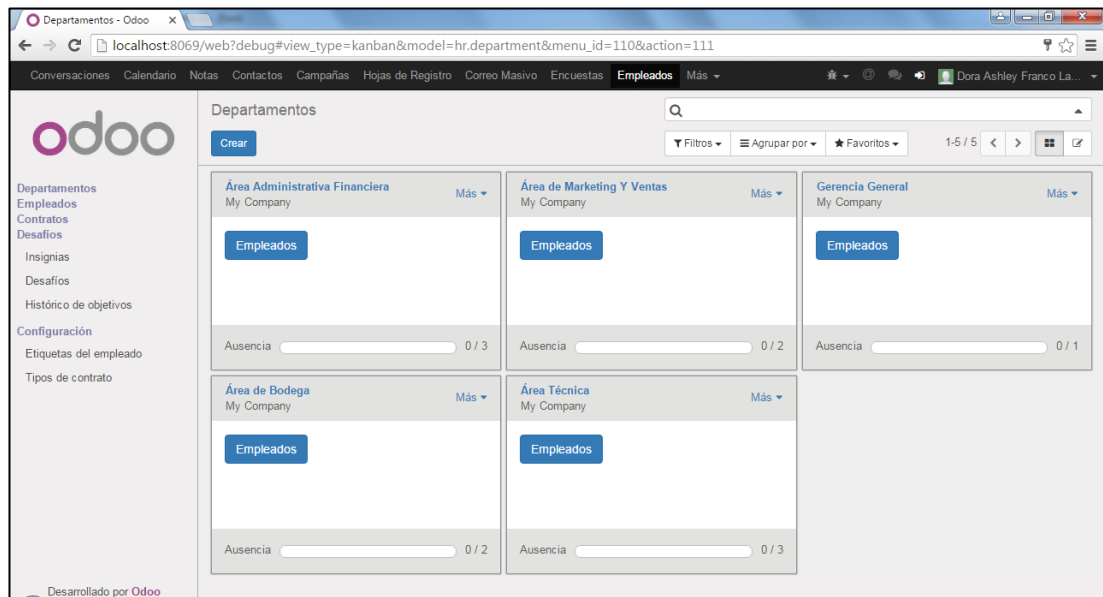 Departamentos - Odoo
localhost:8069/web?debug#view_type=kanban&model=hr.department&menu_id=110&action=111
Conversaciones Calendario Notas Contactos Campañas Hojas de Registro Correo Masivo Encuestas Empleados Más @ Dora Ashley Franco La...
odoo
Departamentos
Crear
Filtros Agrupar por Favoritos 1-5 / 5
Departamentos
Empleados
Contratos
Desafíos
Insignias
Desafíos
Histórico de objetivos
Configuración
Etiquetas del empleado
Tipos de contrato
Área Administrativa Financiera Más
My Company
Empleados
Ausencia 0 / 3
Área de Marketing Y Ventas Más
My Company
Empleados
Ausencia 0 / 2
Gerencia General Más
My Company
Empleados
Ausencia 0 / 1
Área de Bodega Más
My Company
Empleados
Ausencia 0 / 2
Área Técnica Más
My Company
Empleados
Ausencia 0 / 3
Desarrollado por Odoo